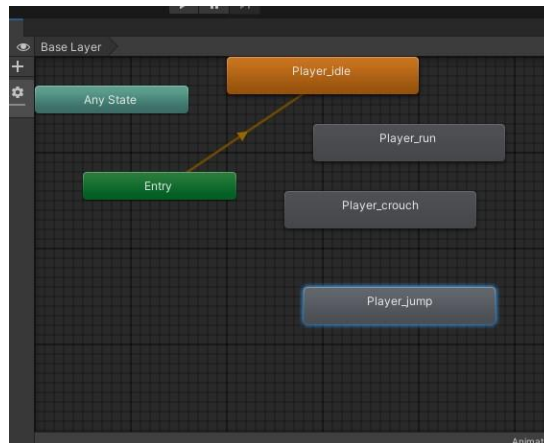 Base Layer
Player_idle
Any State
Player_run
Entry
Player_crouch
Player_jump